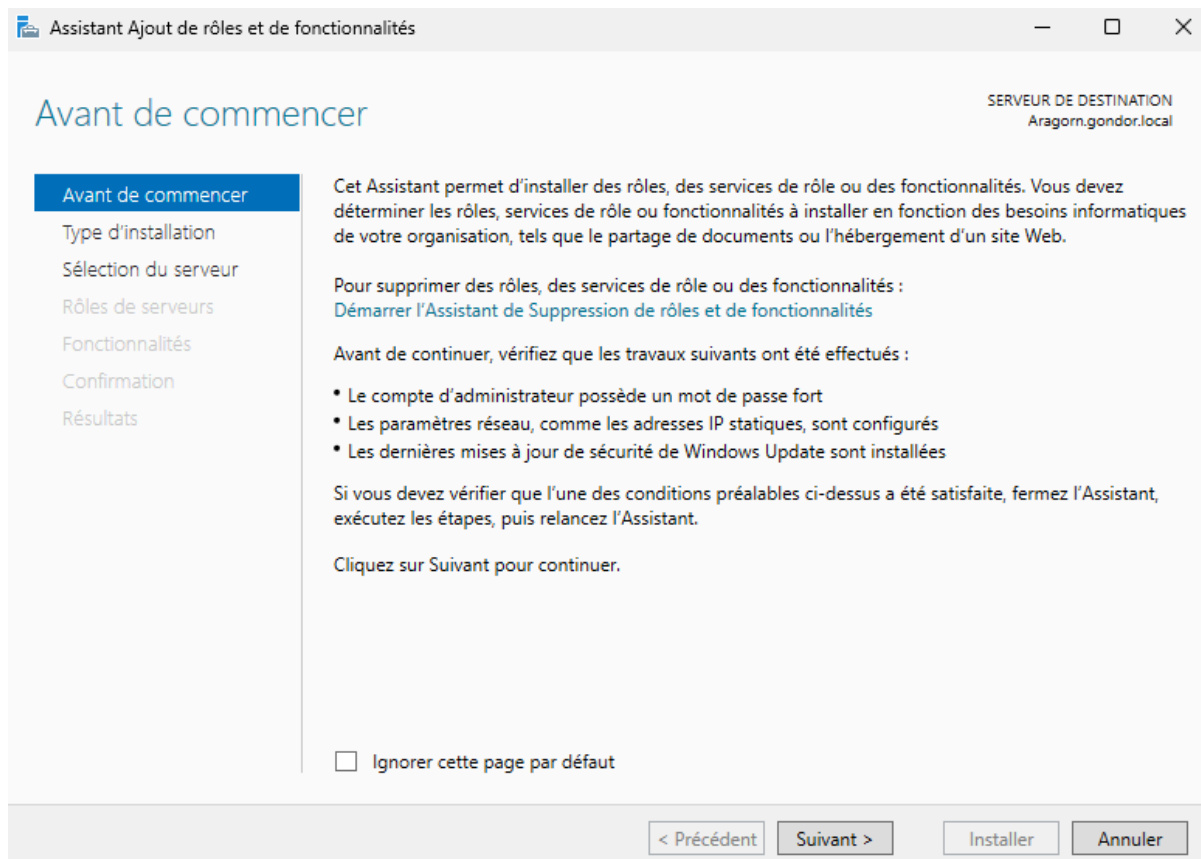 Assistant Ajout de rôles et de fonctionnalités
Avant de commencer
SERVEUR DE DESTINATION
Aragorn.gondor.local
Avant de commencer
Type d'installation
Sélection du serveur
Rôles de serveurs
Fonctionnalités
Confirmation
Résultats
Cet Assistant permet d'installer des rôles, des services de rôle ou des fonctionnalités. Vous devez
déterminer les rôles, services de rôle ou fonctionnalités à installer en fonction des besoins informatiques
de votre organisation, tels que le partage de documents ou l'hébergement d'un site Web.
Pour supprimer des rôles, des services de rôle ou des fonctionnalités :
Démarrer l'Assistant de Suppression de rôles et de fonctionnalités
Avant de continuer, vérifiez que les travaux suivants ont été effectués :
• Le compte d'administrateur possède un mot de passe fort
• Les paramètres réseau, comme les adresses IP statiques, sont configurés
• Les dernières mises à jour de sécurité de Windows Update sont installées
Si vous devez vérifier que l'une des conditions préalables ci-dessus a été satisfaite, fermez l'Assistant,
exécutez les étapes, puis relancez l'Assistant.
Cliquez sur Suivant pour continuer.
Ignorer cette page par défaut
< Précédent
Suivant >
Installer
Annuler